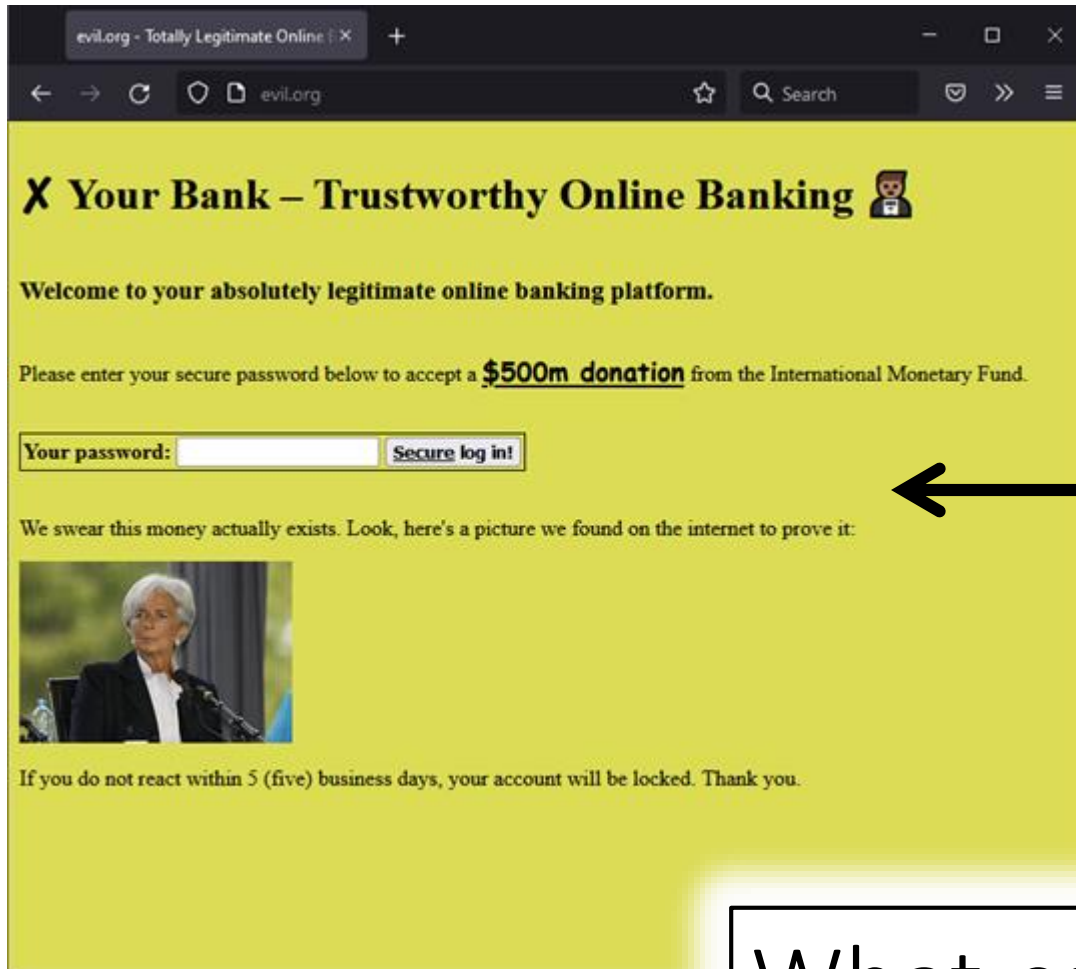 evil.org - Totally Legitimate Online
evil.org
Search
✗ Your Bank – Trustworthy Online Banking
Welcome to your absolutely legitimate online banking platform.
Please enter your secure password below to accept a $500m donation from the International Monetary Fund.
Your password: Secure log in!
We swear this money actually exists. Look, here's a picture we found on the internet to prove it:
If you do not react within 5 (five) business days, your account will be locked. Thank you.